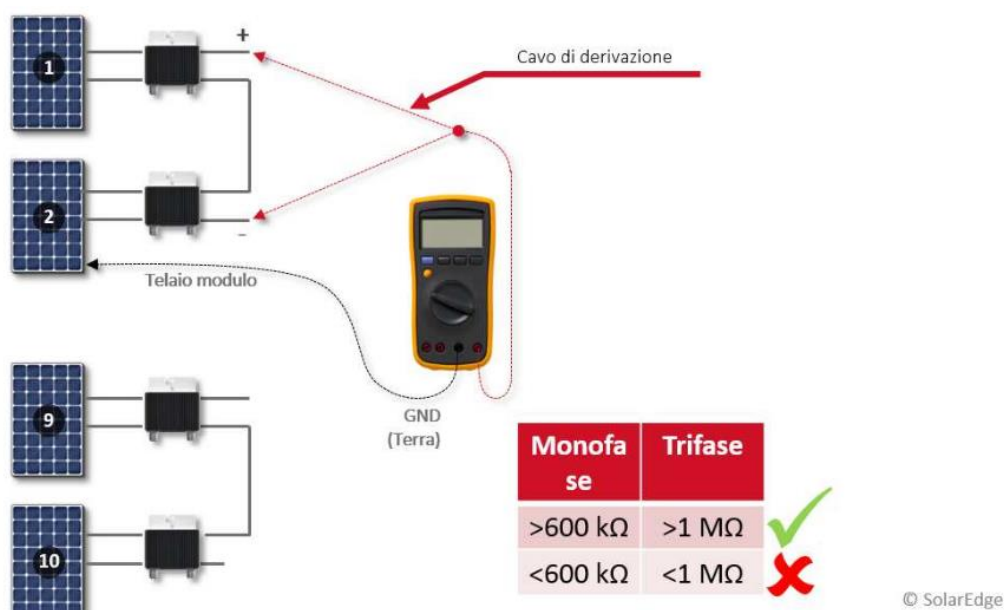 1
+
Cavo di derivazione
2
-
Telaio modulo
9
GND
(Terra)
10
Monofa
se
Trifase
>600 kΩ >1 MΩ
<600 kΩ <1 MΩ
© SolarEdge